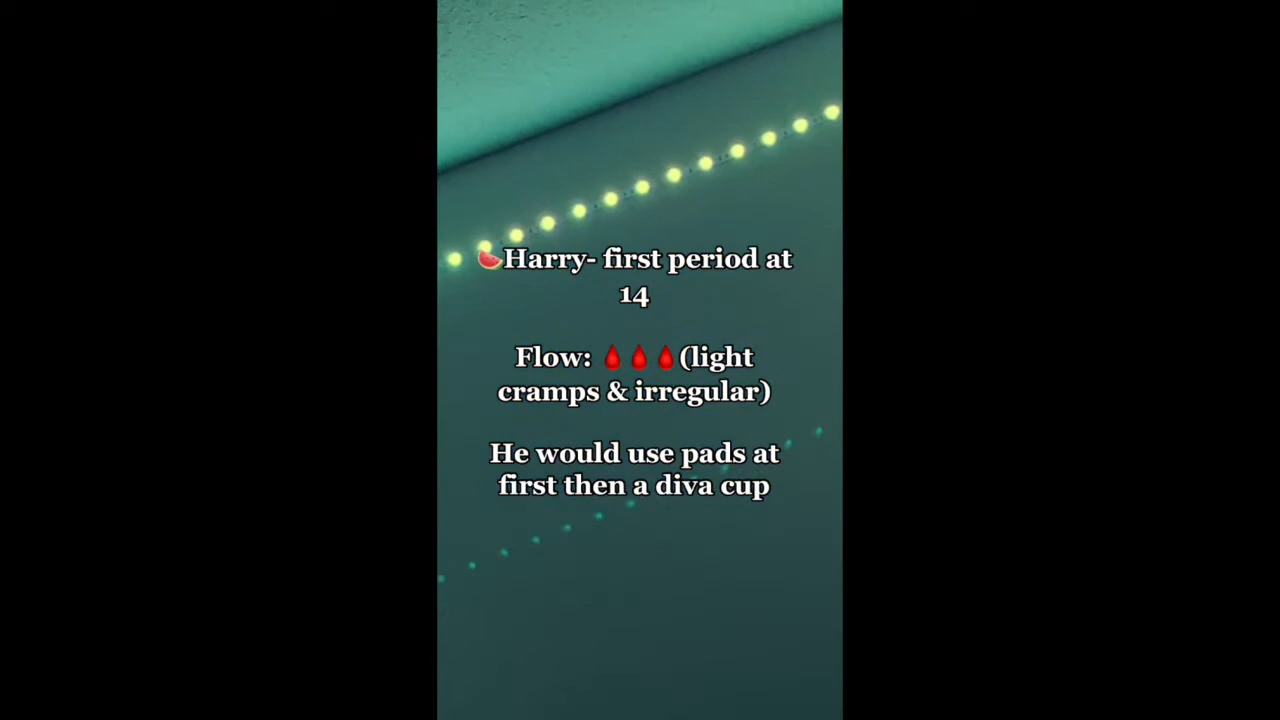 🍉Harry- first period at
14
Flow: 🩸🩸🩸(light
cramps & irregular)
He would use pads at
first then a diva cup